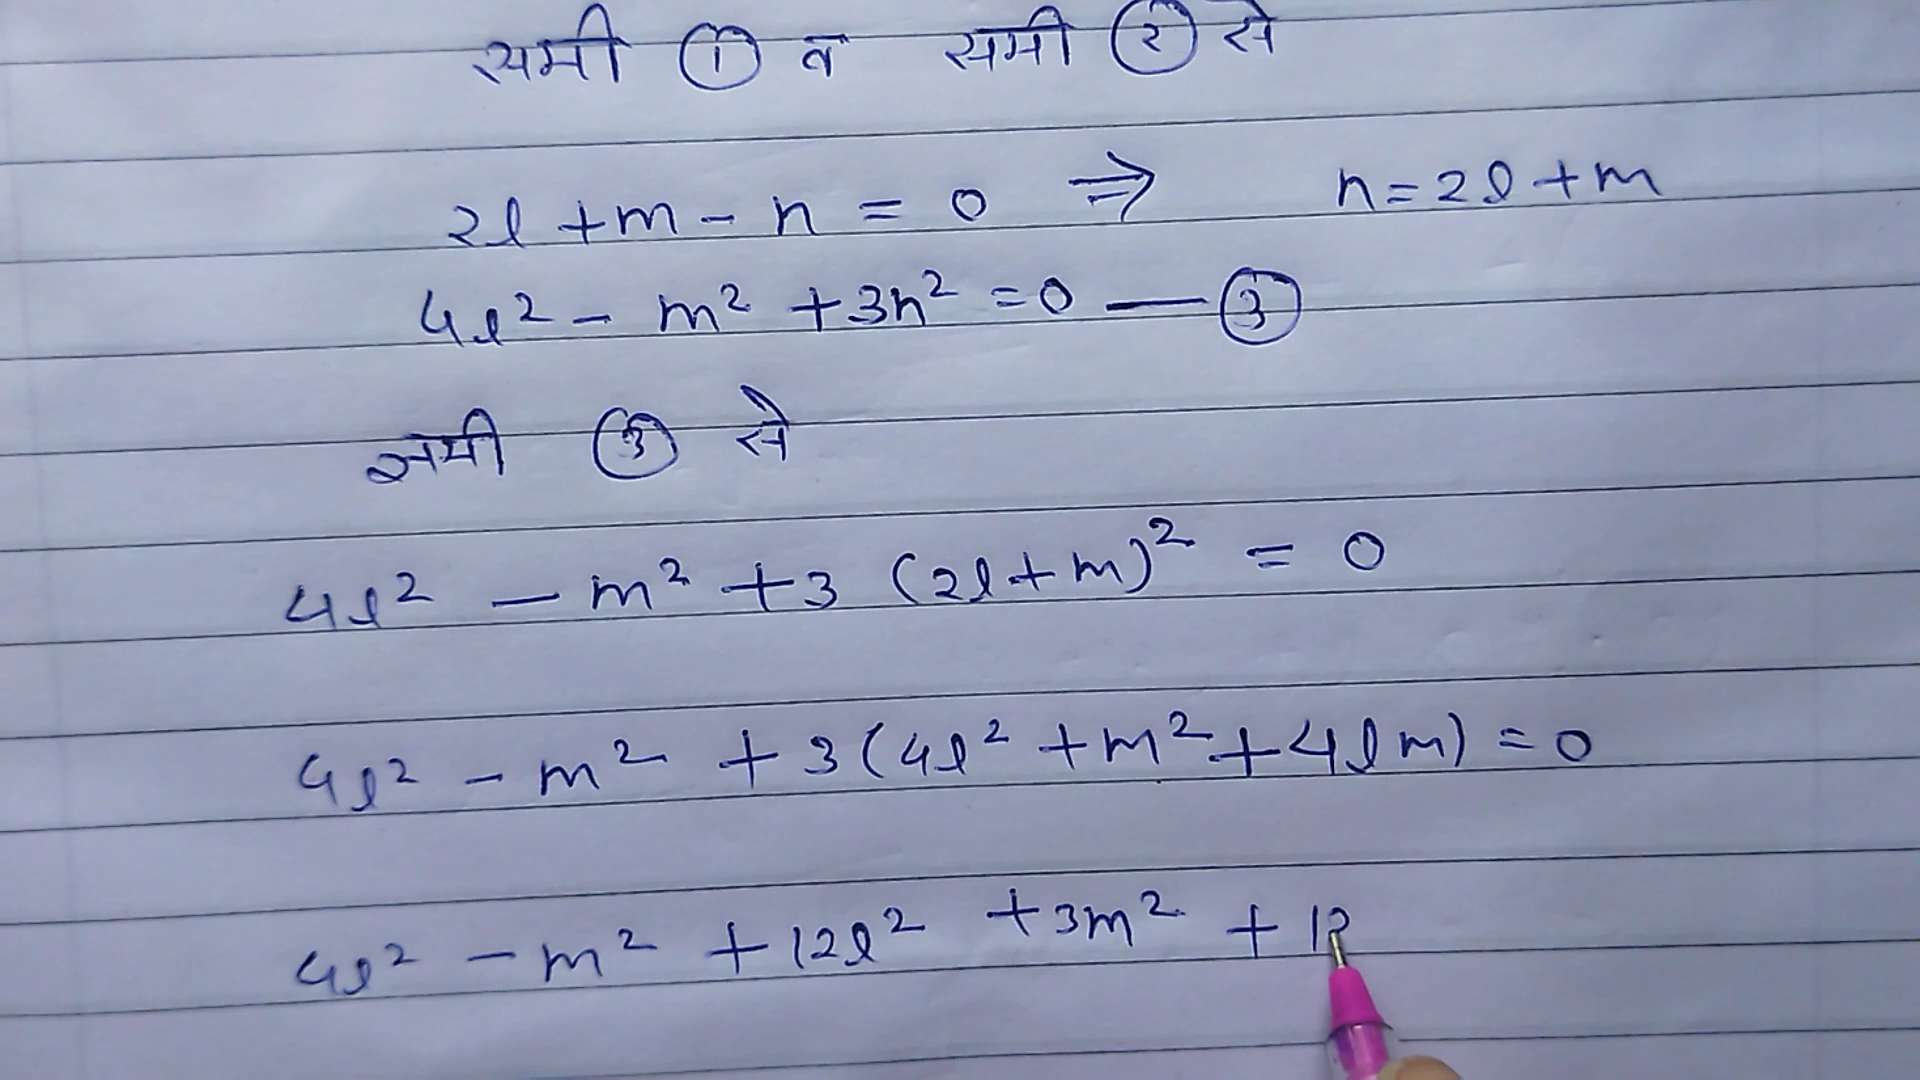 समी ① व समी ② से
2l + m - n = 0 ⇒ n = 2l + m
4l² - m² + 3n² = 0 — ③
समी ③ से
4l² - m² + 3 (2l + m)² = 0
4l² - m² + 3 (4l² + m² + 4lm) = 0
4l² - m² + 12l² + 3m² + 12